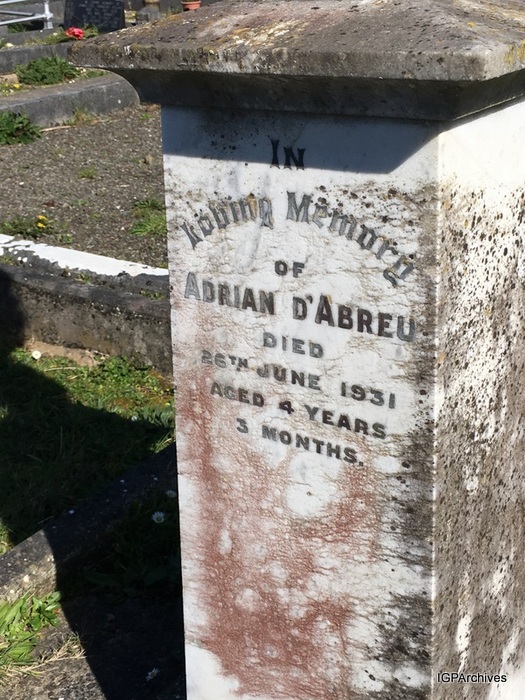 IN
Loving Memory
OF
ADRIAN D'ABREU
DIED
26TH JUNE 1931
AGED 4 YEARS
3 MONTHS.
IGPArchives